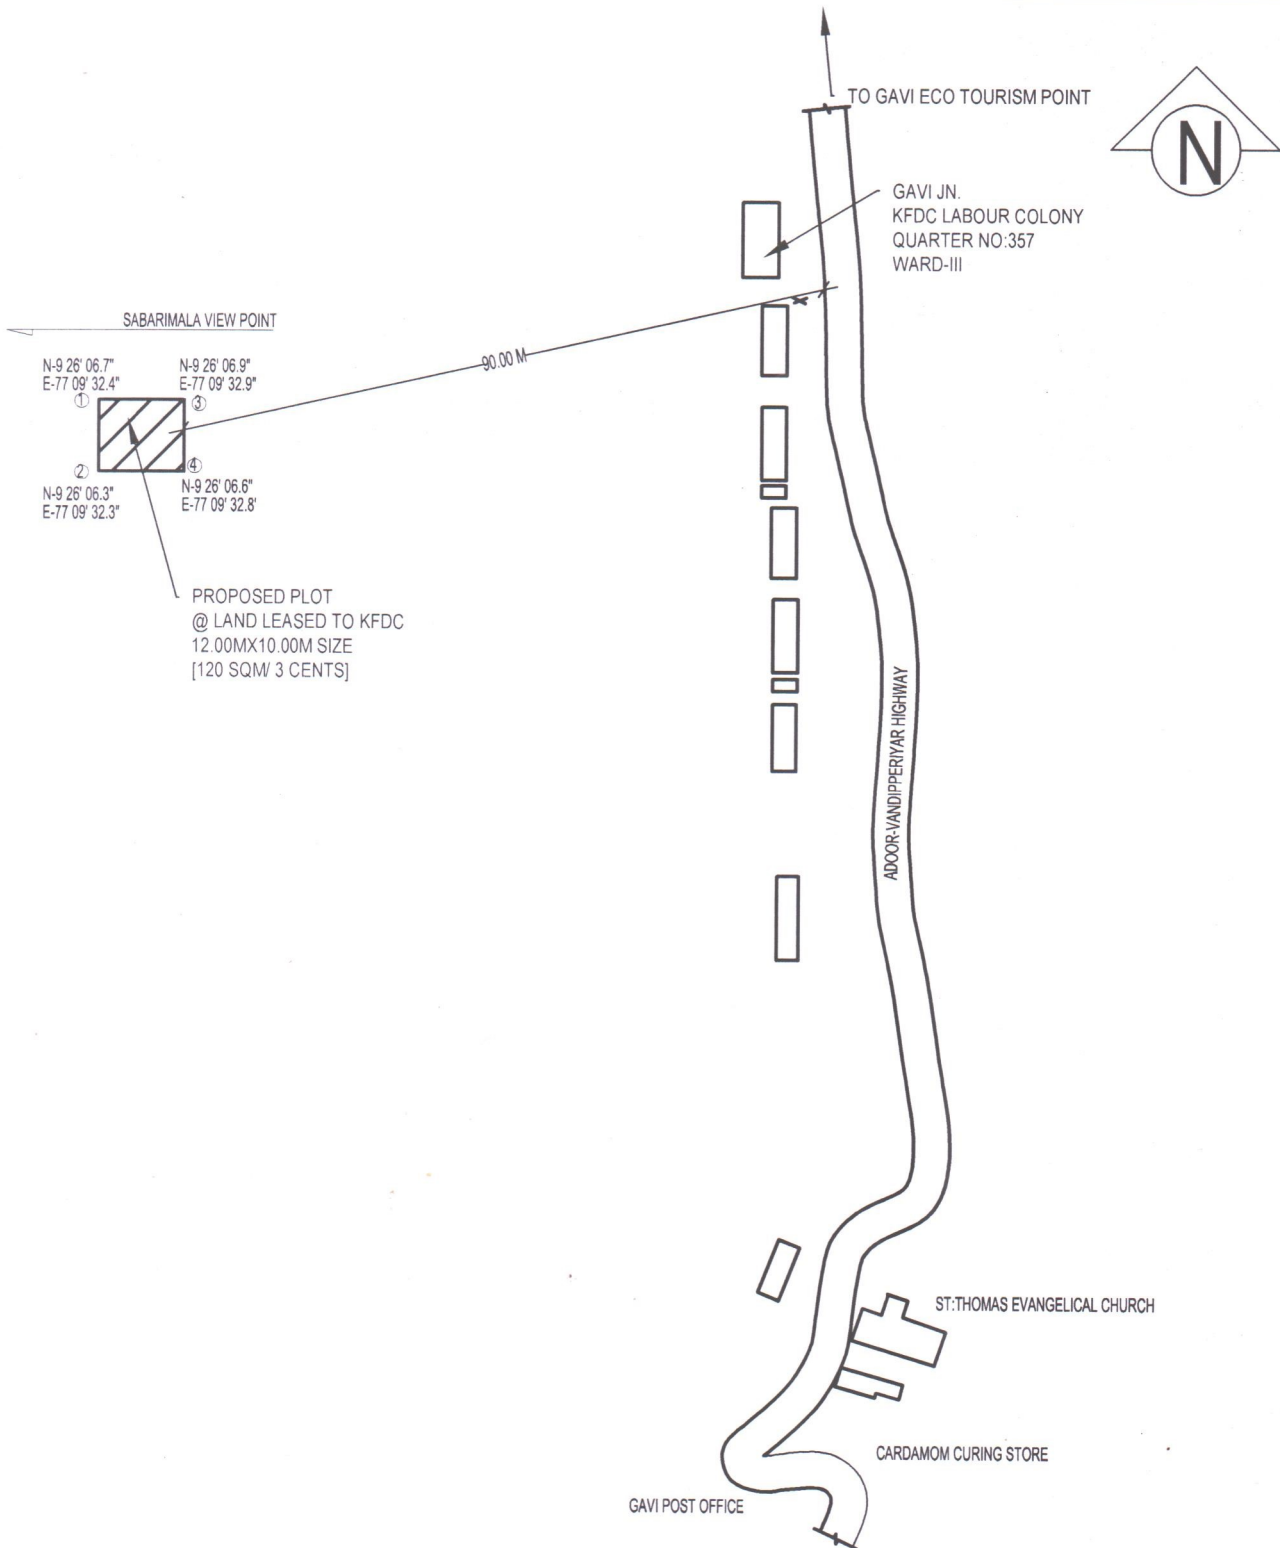 TO GAVI ECO TOURISM POINT
N
GAVI JN.
KFDC LABOUR COLONY
QUARTER NO:357
WARD-III
SABARIMALA VIEW POINT
N-9 26' 06.7"
E-77 09' 32.4"
N-9 26' 06.9"
E-77 09' 32.9"
1
3
90.00 M
2
4
N-9 26' 06.3"
E-77 09' 32.3"
N-9 26' 06.6"
E-77 09' 32.8'
PROPOSED PLOT
@ LAND LEASED TO KFDC
12.00MX10.00M SIZE
[120 SQM/ 3 CENTS]
ADOOR-VANDIPPERIYAR HIGHWAY
ST:THOMAS EVANGELICAL CHURCH
CARDAMOM CURING STORE
GAVI POST OFFICE